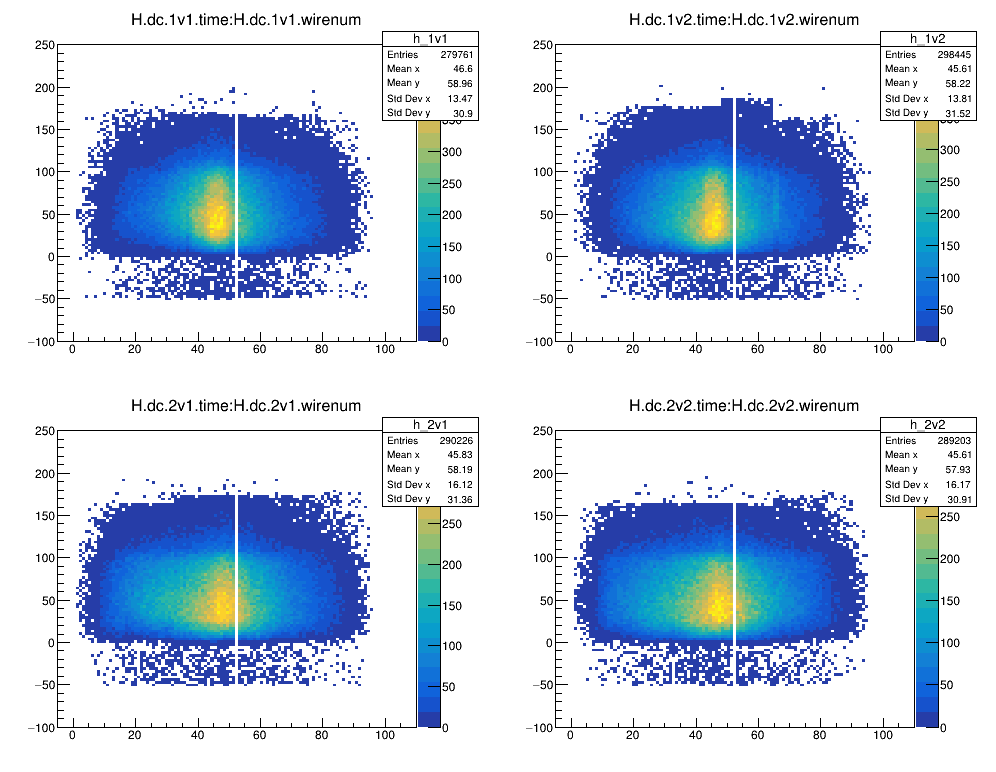 H.dc.1v1.time:H.dc.1v1.wirenum
h_1v1
Entries 279761
Mean x 46.6
Mean y 58.96
Std Dev x 13.47
Std Dev y 30.9
250
200
150
100
50
0
−50
−100
0 20 40 60 80 100
300
250
200
150
100
50
0
H.dc.1v2.time:H.dc.1v2.wirenum
h_1v2
Entries 298445
Mean x 45.61
Mean y 58.22
Std Dev x 13.81
Std Dev y 31.52
250
200
150
100
50
0
−50
−100
0 20 40 60 80 100
300
250
200
150
100
50
0
H.dc.2v1.time:H.dc.2v1.wirenum
h_2v1
Entries 290226
Mean x 45.83
Mean y 58.19
Std Dev x 16.12
Std Dev y 31.36
250
200
150
100
50
0
−50
−100
0 20 40 60 80 100
250
200
150
100
50
0
H.dc.2v2.time:H.dc.2v2.wirenum
h_2v2
Entries 289203
Mean x 45.61
Mean y 57.93
Std Dev x 16.17
Std Dev y 30.91
250
200
150
100
50
0
−50
−100
0 20 40 60 80 100
250
200
150
100
50
0